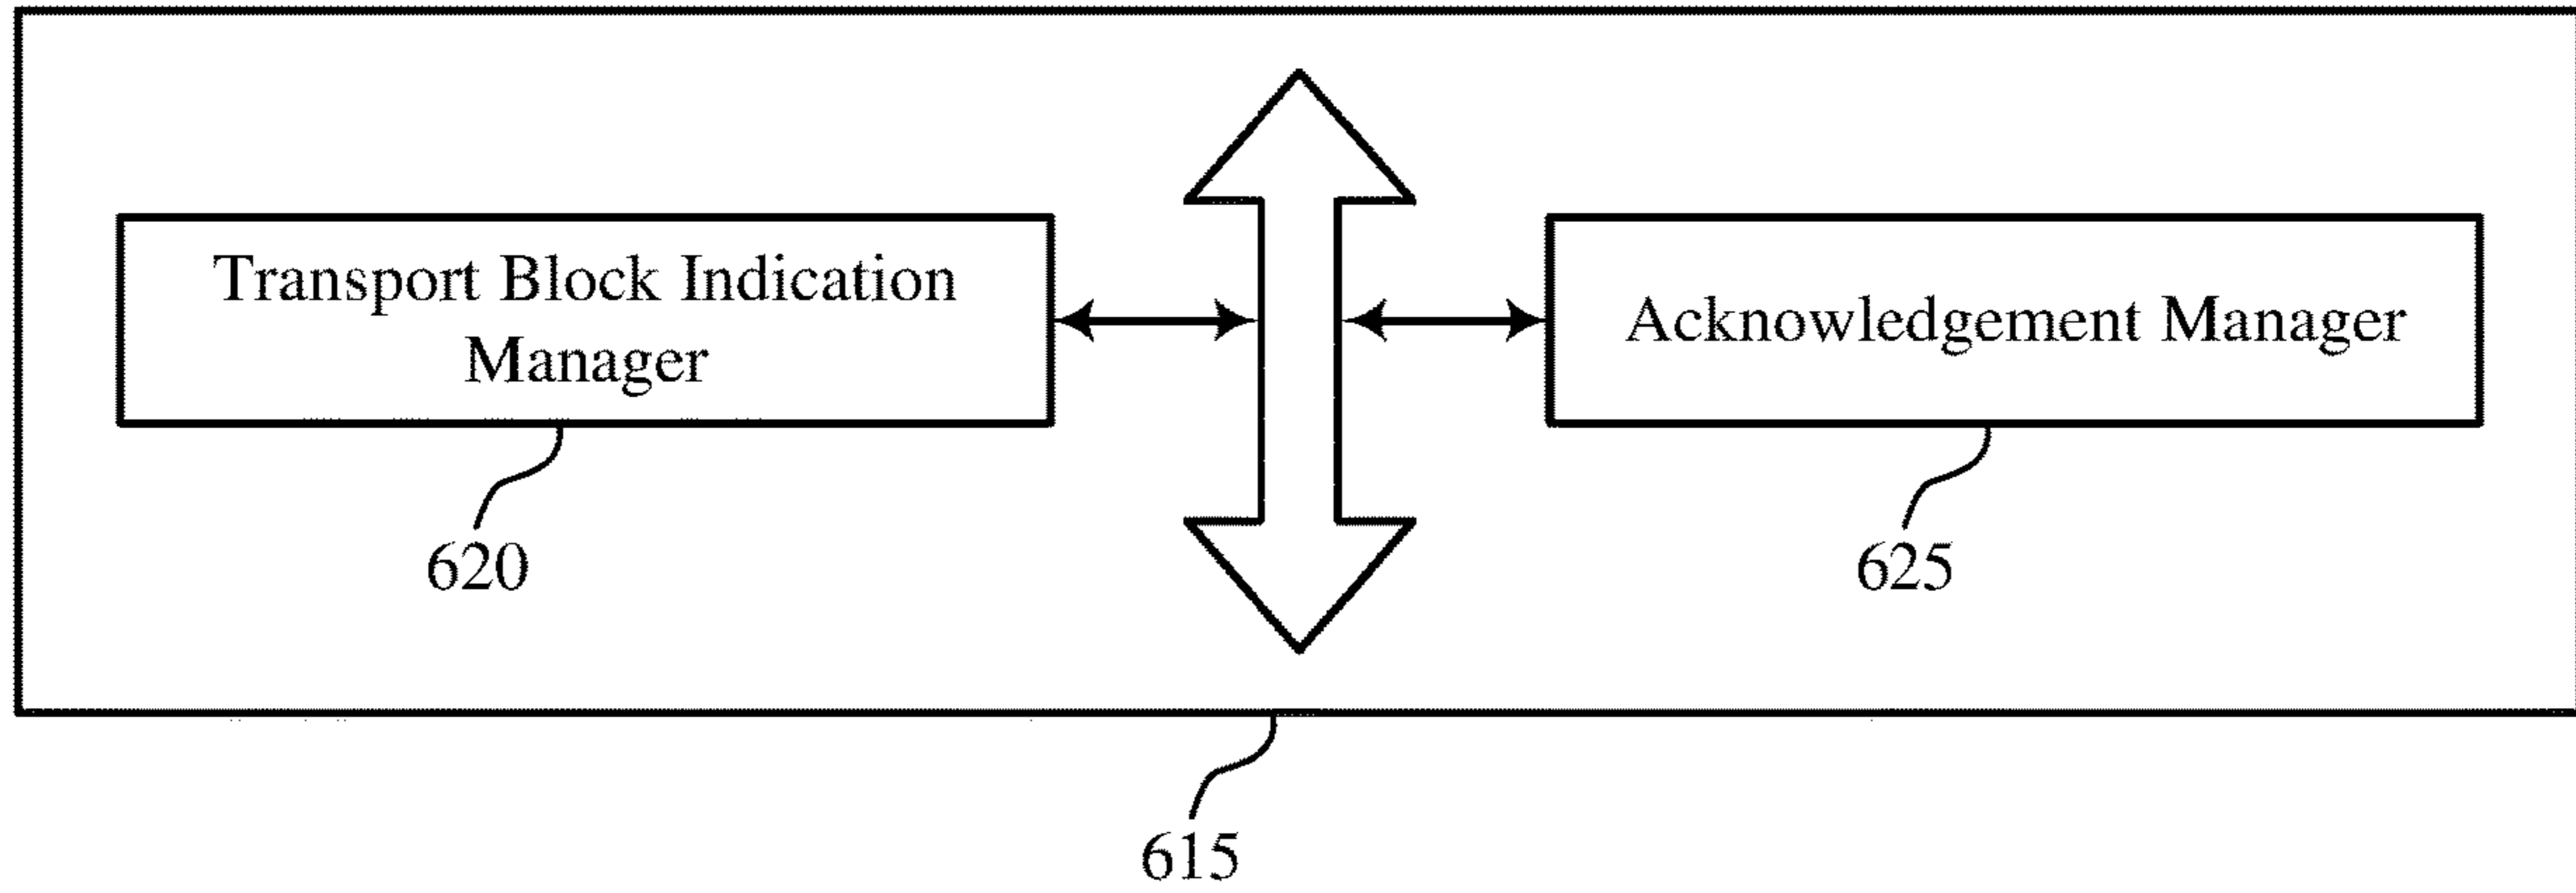 Transport Block Indication
Manager
Acknowledgement Manager
620
625
615